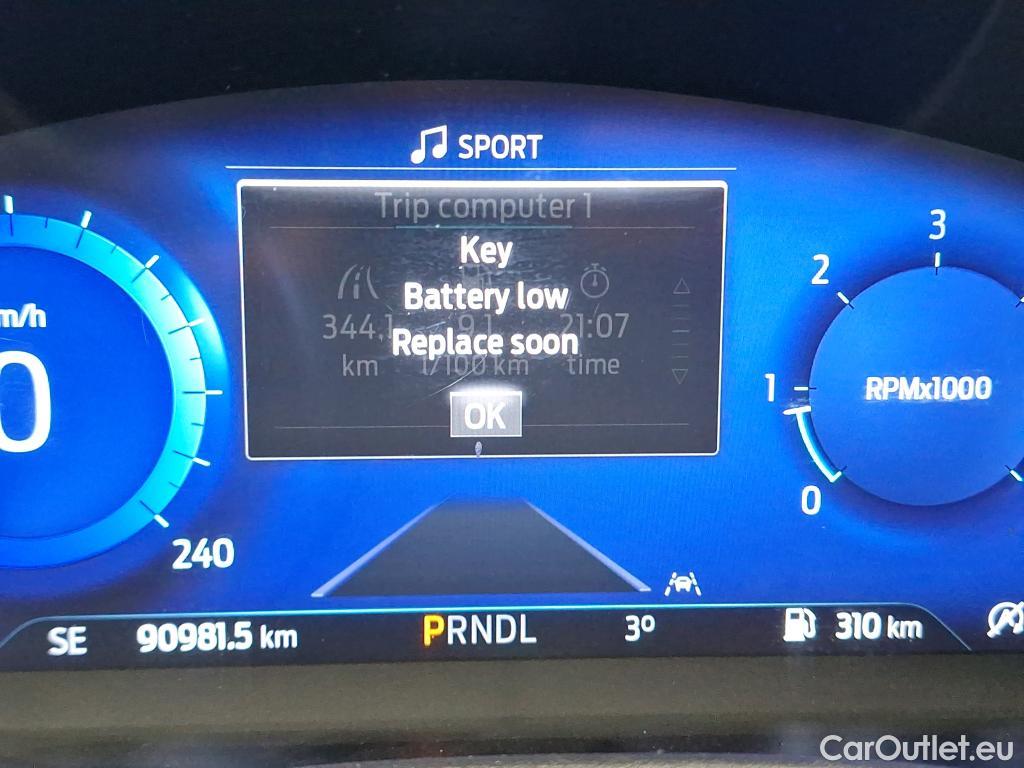 SPORT
Trip computer 1
Key
Battery low
344.1 9.1 21:07
Replace soon
km l/100 km time
OK
m/h
0
240
3
2
1
0
RPMx1000
SE 90981.5 km PRNDL 3° 310 km
CarOutlet.eu